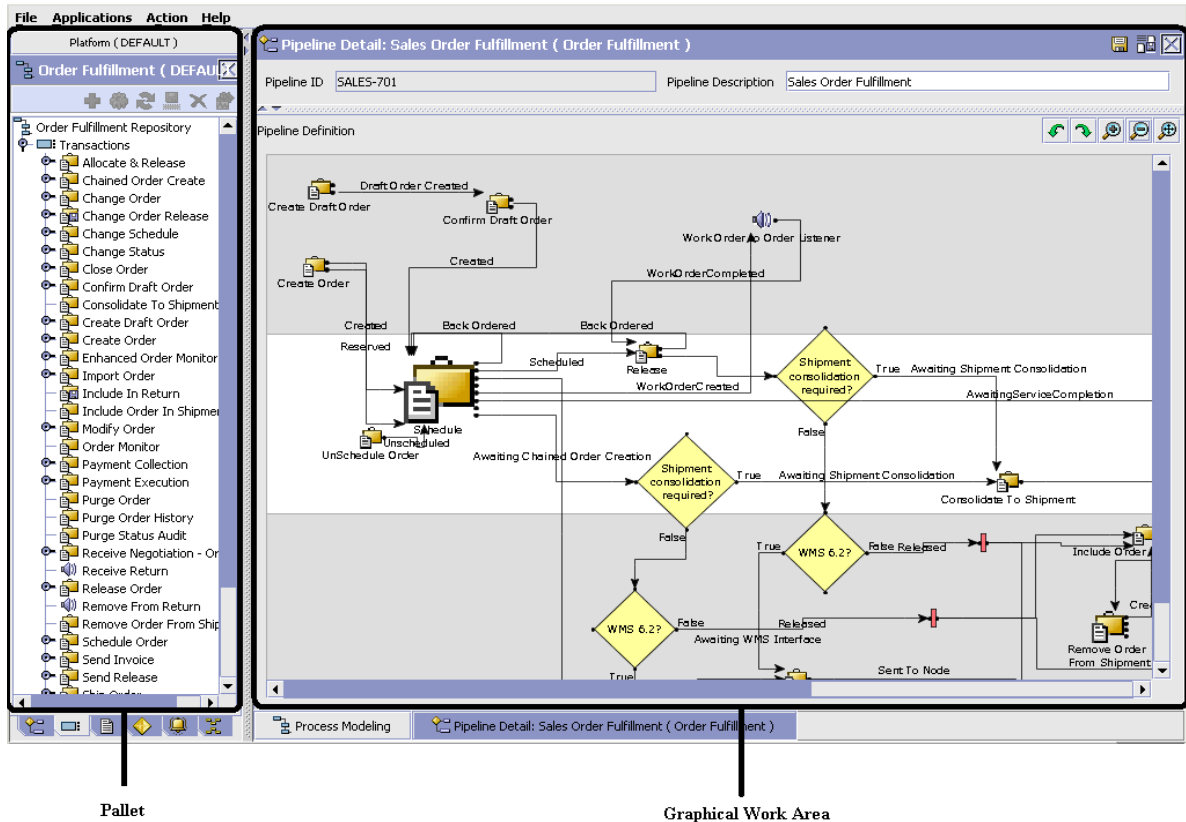 File Applications Action Help
Platform ( DEFAULT )
Order Fulfillment ( DEFAU
Order Fulfillment Repository
Transactions
Allocate & Release
Chained Order Create
Change Order
Change Order Release
Change Schedule
Change Status
Close Order
Confirm Draft Order
Consolidate To Shipment
Create Draft Order
Create Order
Enhanced Order Monitor
Import Order
Include In Return
Include Order In Shipmen
Modify Order
Order Monitor
Payment Collection
Payment Execution
Purge Order
Purge Order History
Purge Status Audit
Receive Negotiation - Or
Receive Return
Release Order
Remove From Return
Remove Order From Ship
Schedule Order
Send Invoice
Send Release
Ship Order
Pipeline Detail: Sales Order Fulfillment ( Order Fulfillment )
Pipeline ID SALES-701 Pipeline Description Sales Order Fulfillment
Pipeline Definition
Draft Order Created
Create Draft Order
Confirm Draft Order
Work Order to Order Listener
Created
WorkOrderCompleted
Create Order
Created
Back Ordered
Back Ordered
Reserved
Scheduled
Release
Shipment consolidation required?
True
Awaiting Shipment Consolidation
WorkOrderCreated
AwaitingServiceCompletion
Schedule
Unscheduled
UnSchedule Order
False
Awaiting Chained Order Creation
Shipment consolidation required?
True
Awaiting Shipment Consolidation
Consolidate To Shipment
False
True
WMS 6.2?
False
Released
Include Order
WMS 6.2?
False
Released
Cre
Awaiting WMS Interface
Remove Order From Shipment
True
Sent To Node
Process Modeling
Pipeline Detail: Sales Order Fulfillment ( Order Fulfillment )
Pallet
Graphical Work Area